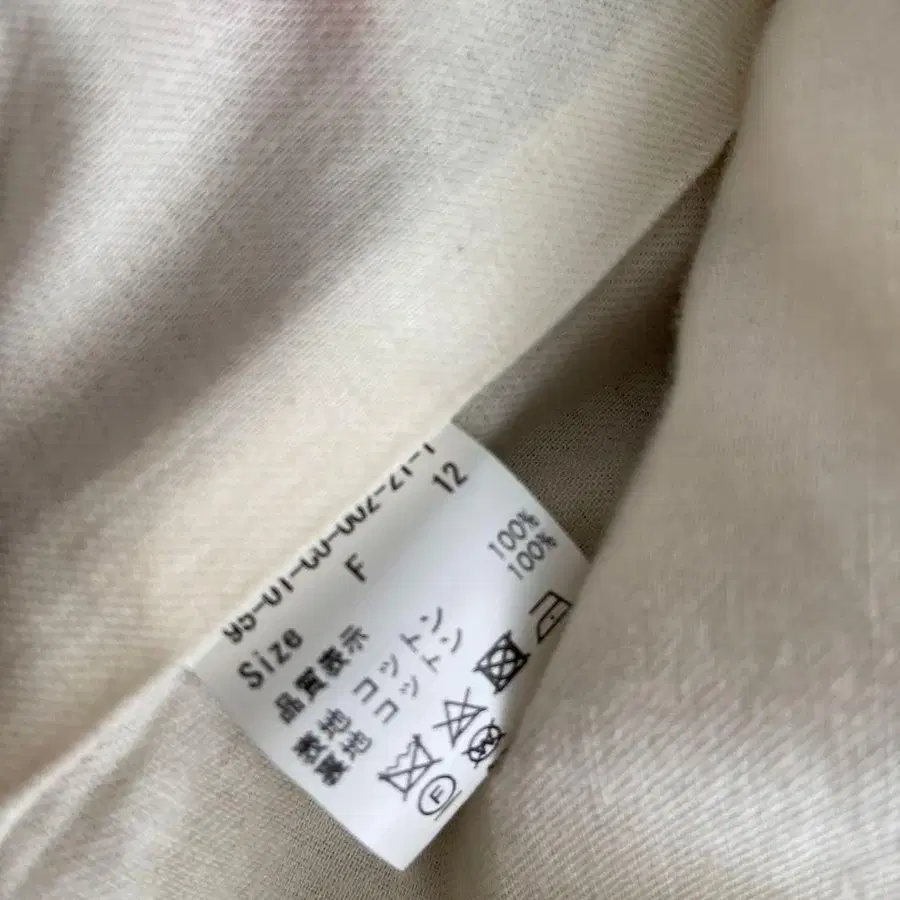 12
Size F
品質表示
表地 コットン 100%
裏地 コットン 100%
F